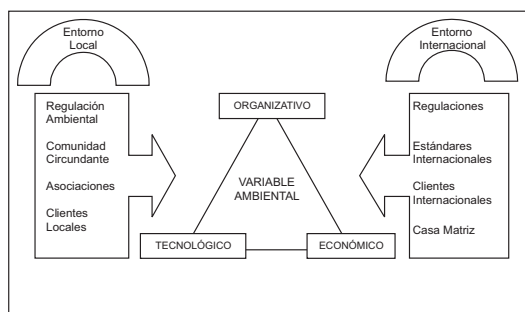 Entorno
Local
Regulación
Ambiental
Comunidad
Circundante
Asociaciones
Clientes
Locales
ORGANIZATIVO
VARIABLE
AMBIENTAL
TECNOLÓGICO
ECONÓMICO
Entorno
Internacional
Regulaciones
Estándares
Internacionales
Clientes
Internacionales
Casa Matriz